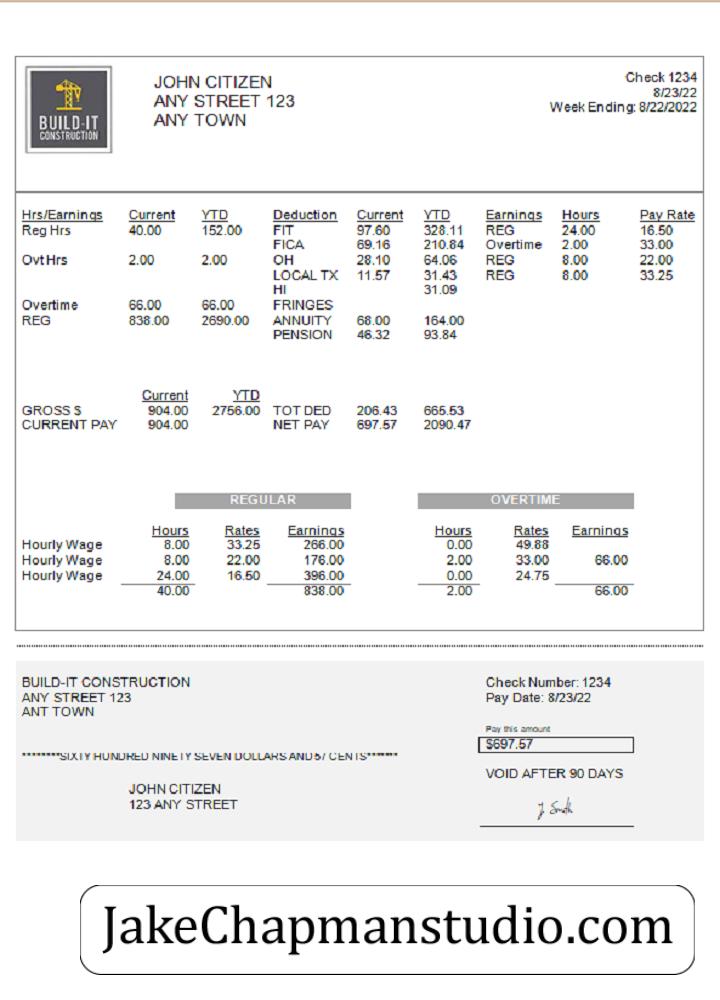 BUILD-IT
CONSTRUCTION
JOHN CITIZEN
ANY STREET 123
ANY TOWN
Check 1234
8/23/22
Week Ending: 8/22/2022
Hrs/Earnings Current YTD Deduction Current YTD Earnings Hours Pay Rate
Reg Hrs 40.00 152.00 FIT 97.60 328.11 REG 24.00 16.50
FICA 69.16 210.84 Overtime 2.00 33.00
Ovt Hrs 2.00 2.00 OH 28.10 64.06 REG 8.00 22.00
LOCAL TX 11.57 31.43 REG 8.00 33.25
HI 31.09
Overtime 66.00 66.00 FRINGES
REG 838.00 2690.00 ANNUITY 68.00 164.00
PENSION 46.32 93.84
Current YTD
GROSS $ 904.00 2756.00 TOT DED 206.43 665.53
CURRENT PAY 904.00 NET PAY 697.57 2090.47
REGULAR OVERTIME
Hours Rates Earnings Hours Rates Earnings
Hourly Wage 8.00 33.25 266.00 0.00 49.88
Hourly Wage 8.00 22.00 176.00 2.00 33.00 66.00
Hourly Wage 24.00 16.50 396.00 0.00 24.75
40.00 838.00 2.00 66.00
BUILD-IT CONSTRUCTION
ANY STREET 123
ANT TOWN
Check Number: 1234
Pay Date: 8/23/22
Pay this amount
$697.57
********SIXTY HUNDRED NINETY SEVEN DOLLARS AND 57 CENTS******
VOID AFTER 90 DAYS
JOHN CITIZEN
123 ANY STREET
J. Smith
JakeChapmanstudio.com